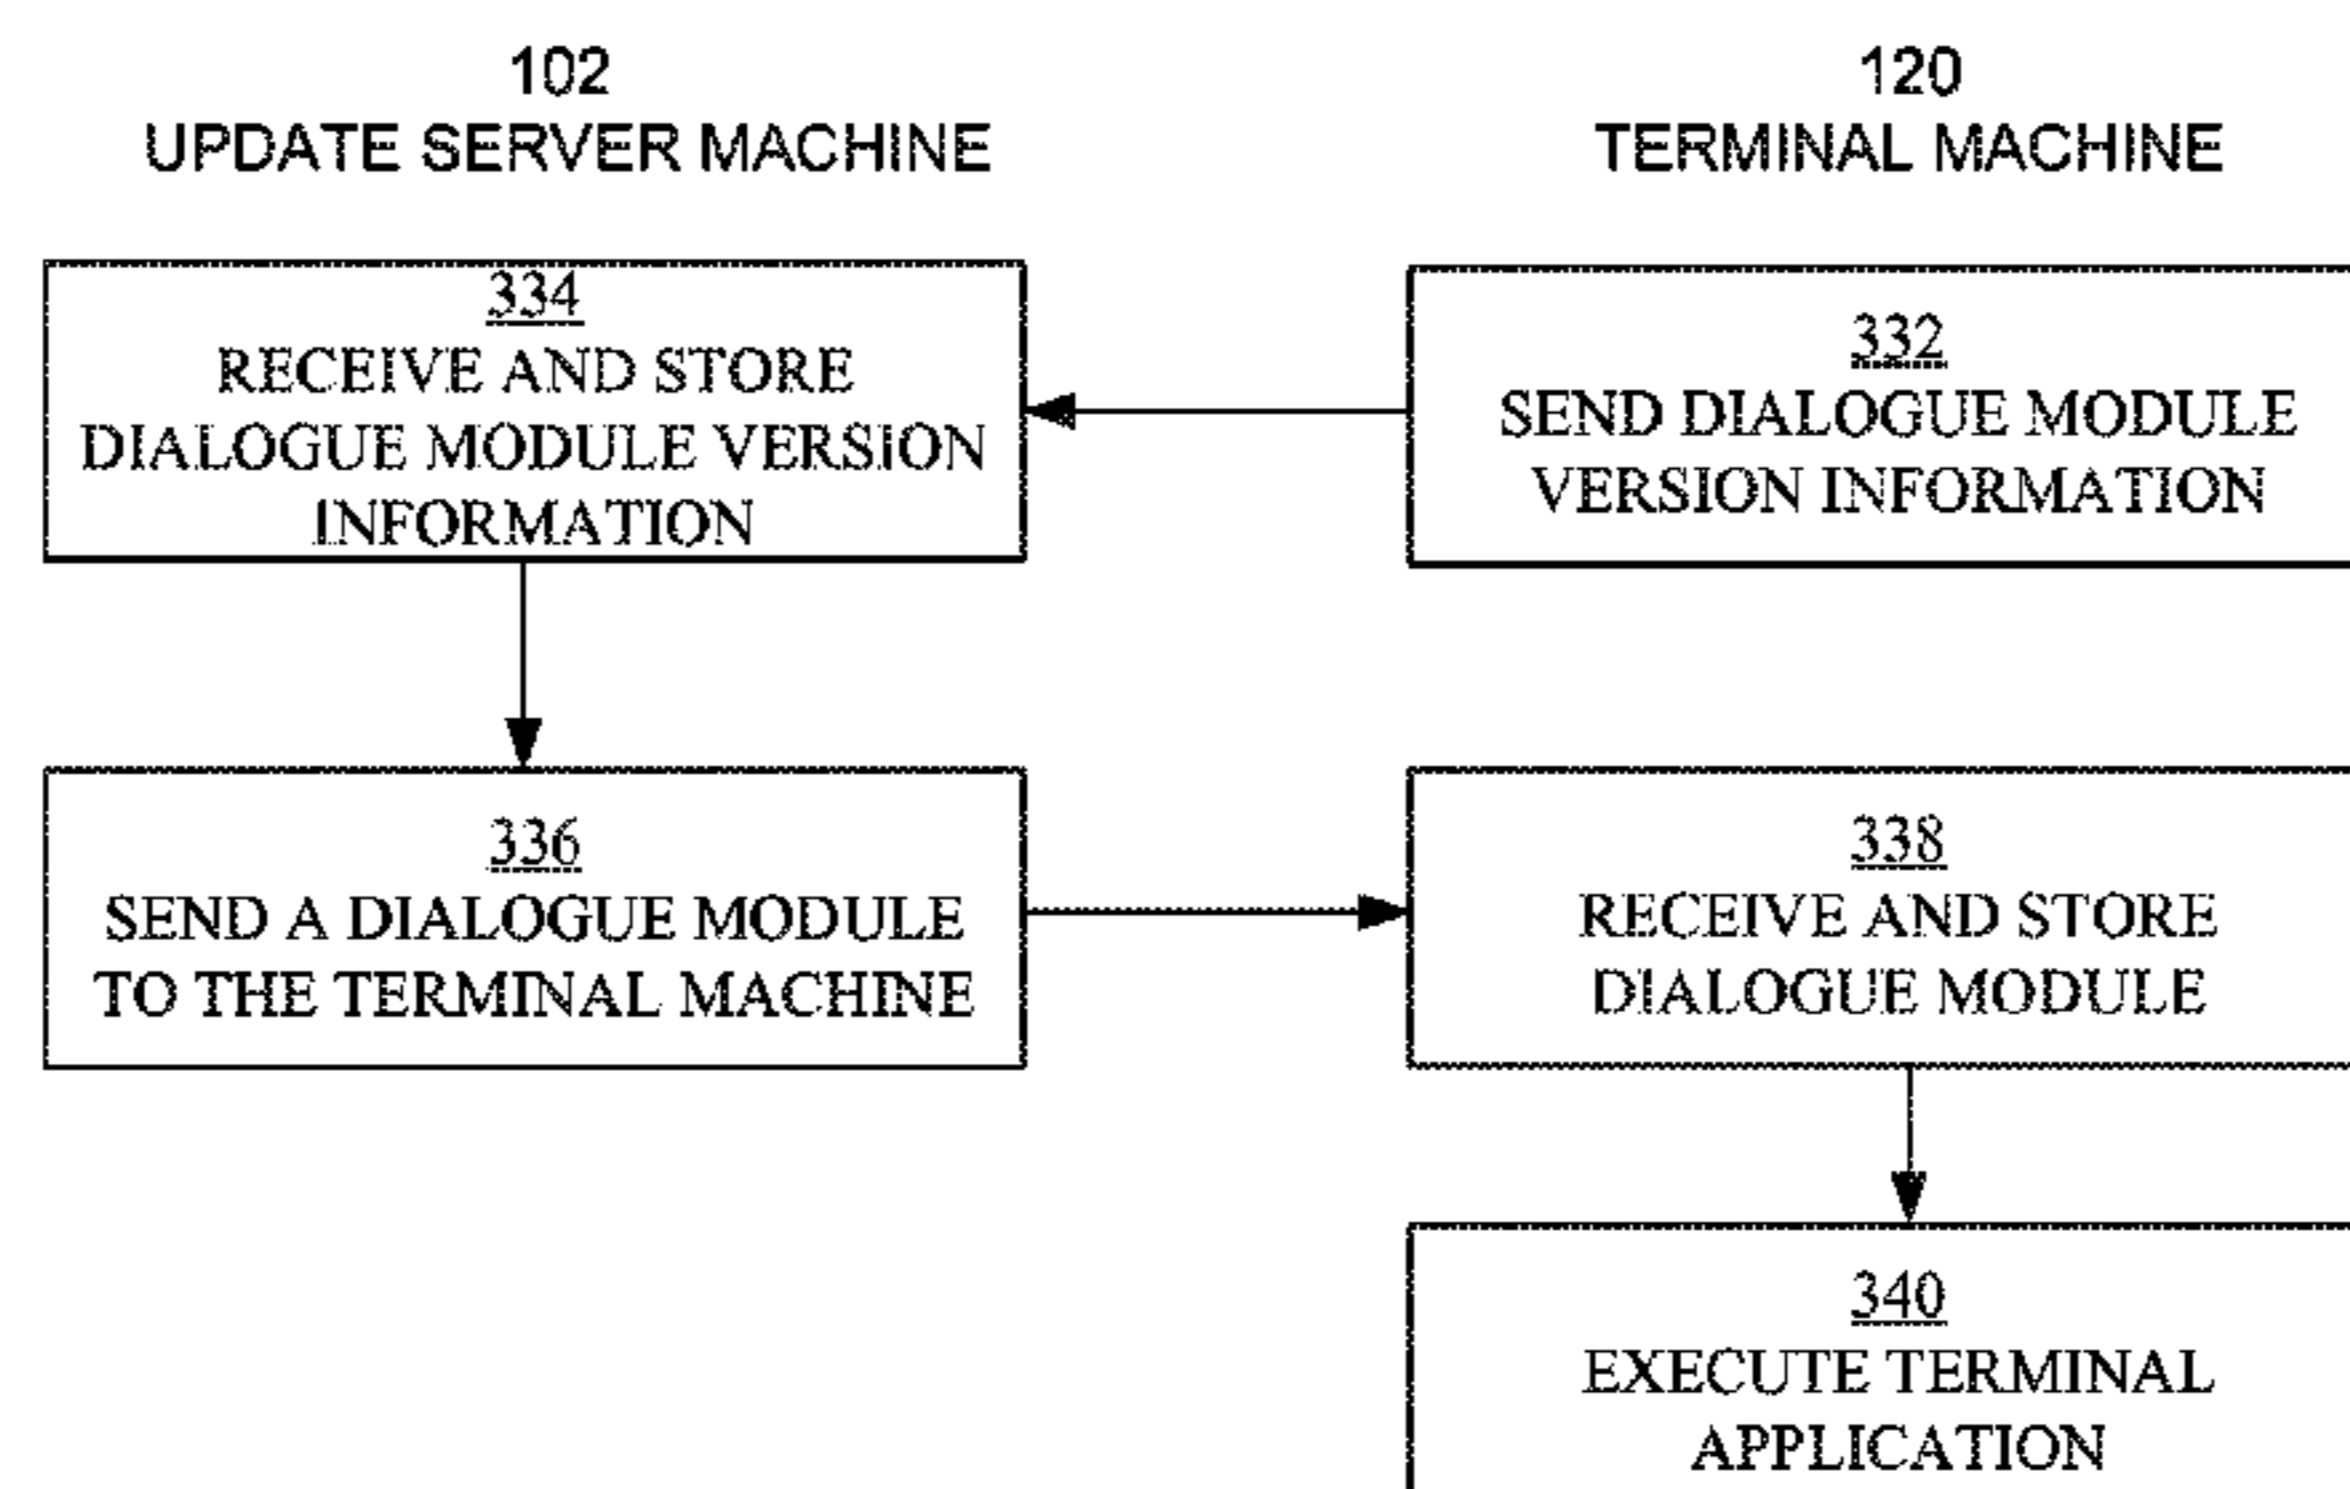 102
UPDATE SERVER MACHINE
120
TERMINAL MACHINE
334
RECEIVE AND STORE
DIALOGUE MODULE VERSION
INFORMATION
332
SEND DIALOGUE MODULE
VERSION INFORMATION
336
SEND A DIALOGUE MODULE
TO THE TERMINAL MACHINE
338
RECEIVE AND STORE
DIALOGUE MODULE
340
EXECUTE TERMINAL
APPLICATION